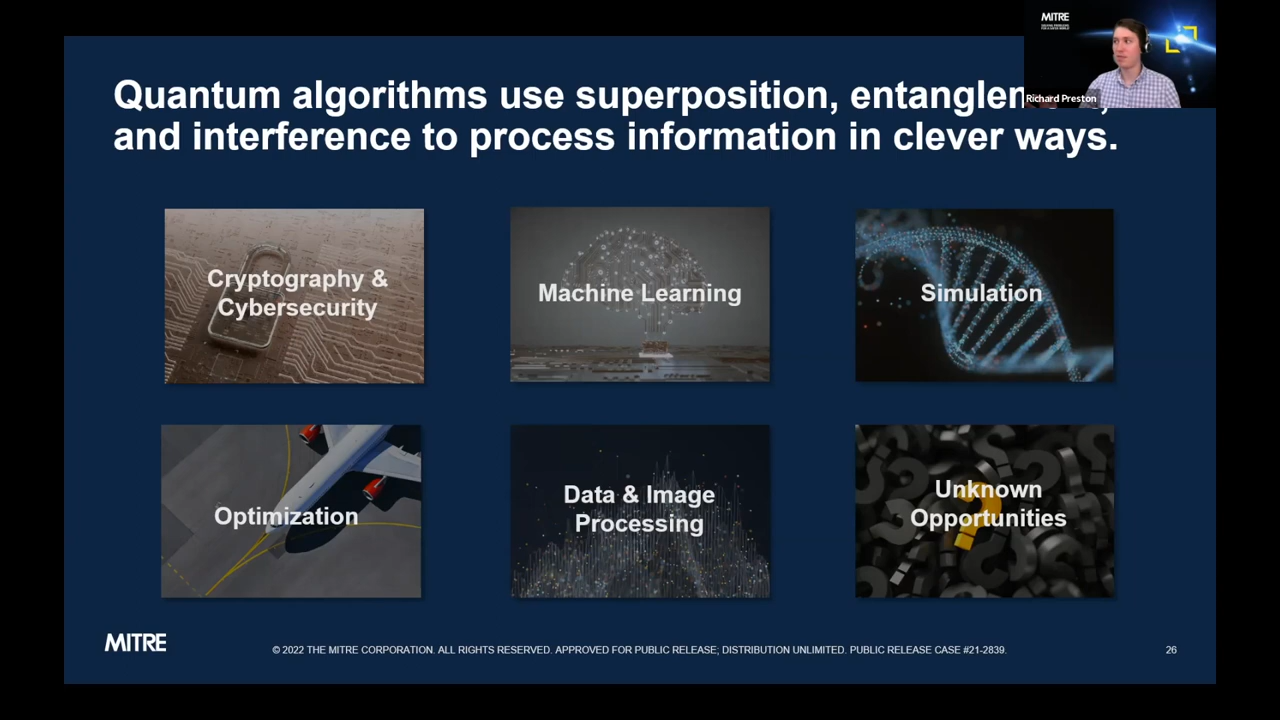 MITRE
Quantum algorithms use superposition,
and interference to process information in clever ways.
Richard Preston
Cryptography &
Cybersecurity
Machine Learning
Simulation
Optimization
Data & Image
Processing
Unknown
Opportunities
MITRE
© 2022 THE MITRE CORPORATION. ALL RIGHTS RESERVED. APPROVED FOR PUBLIC RELEASE; DISTRIBUTION UNLIMITED. PUBLIC RELEASE CASE #21-2839.
26